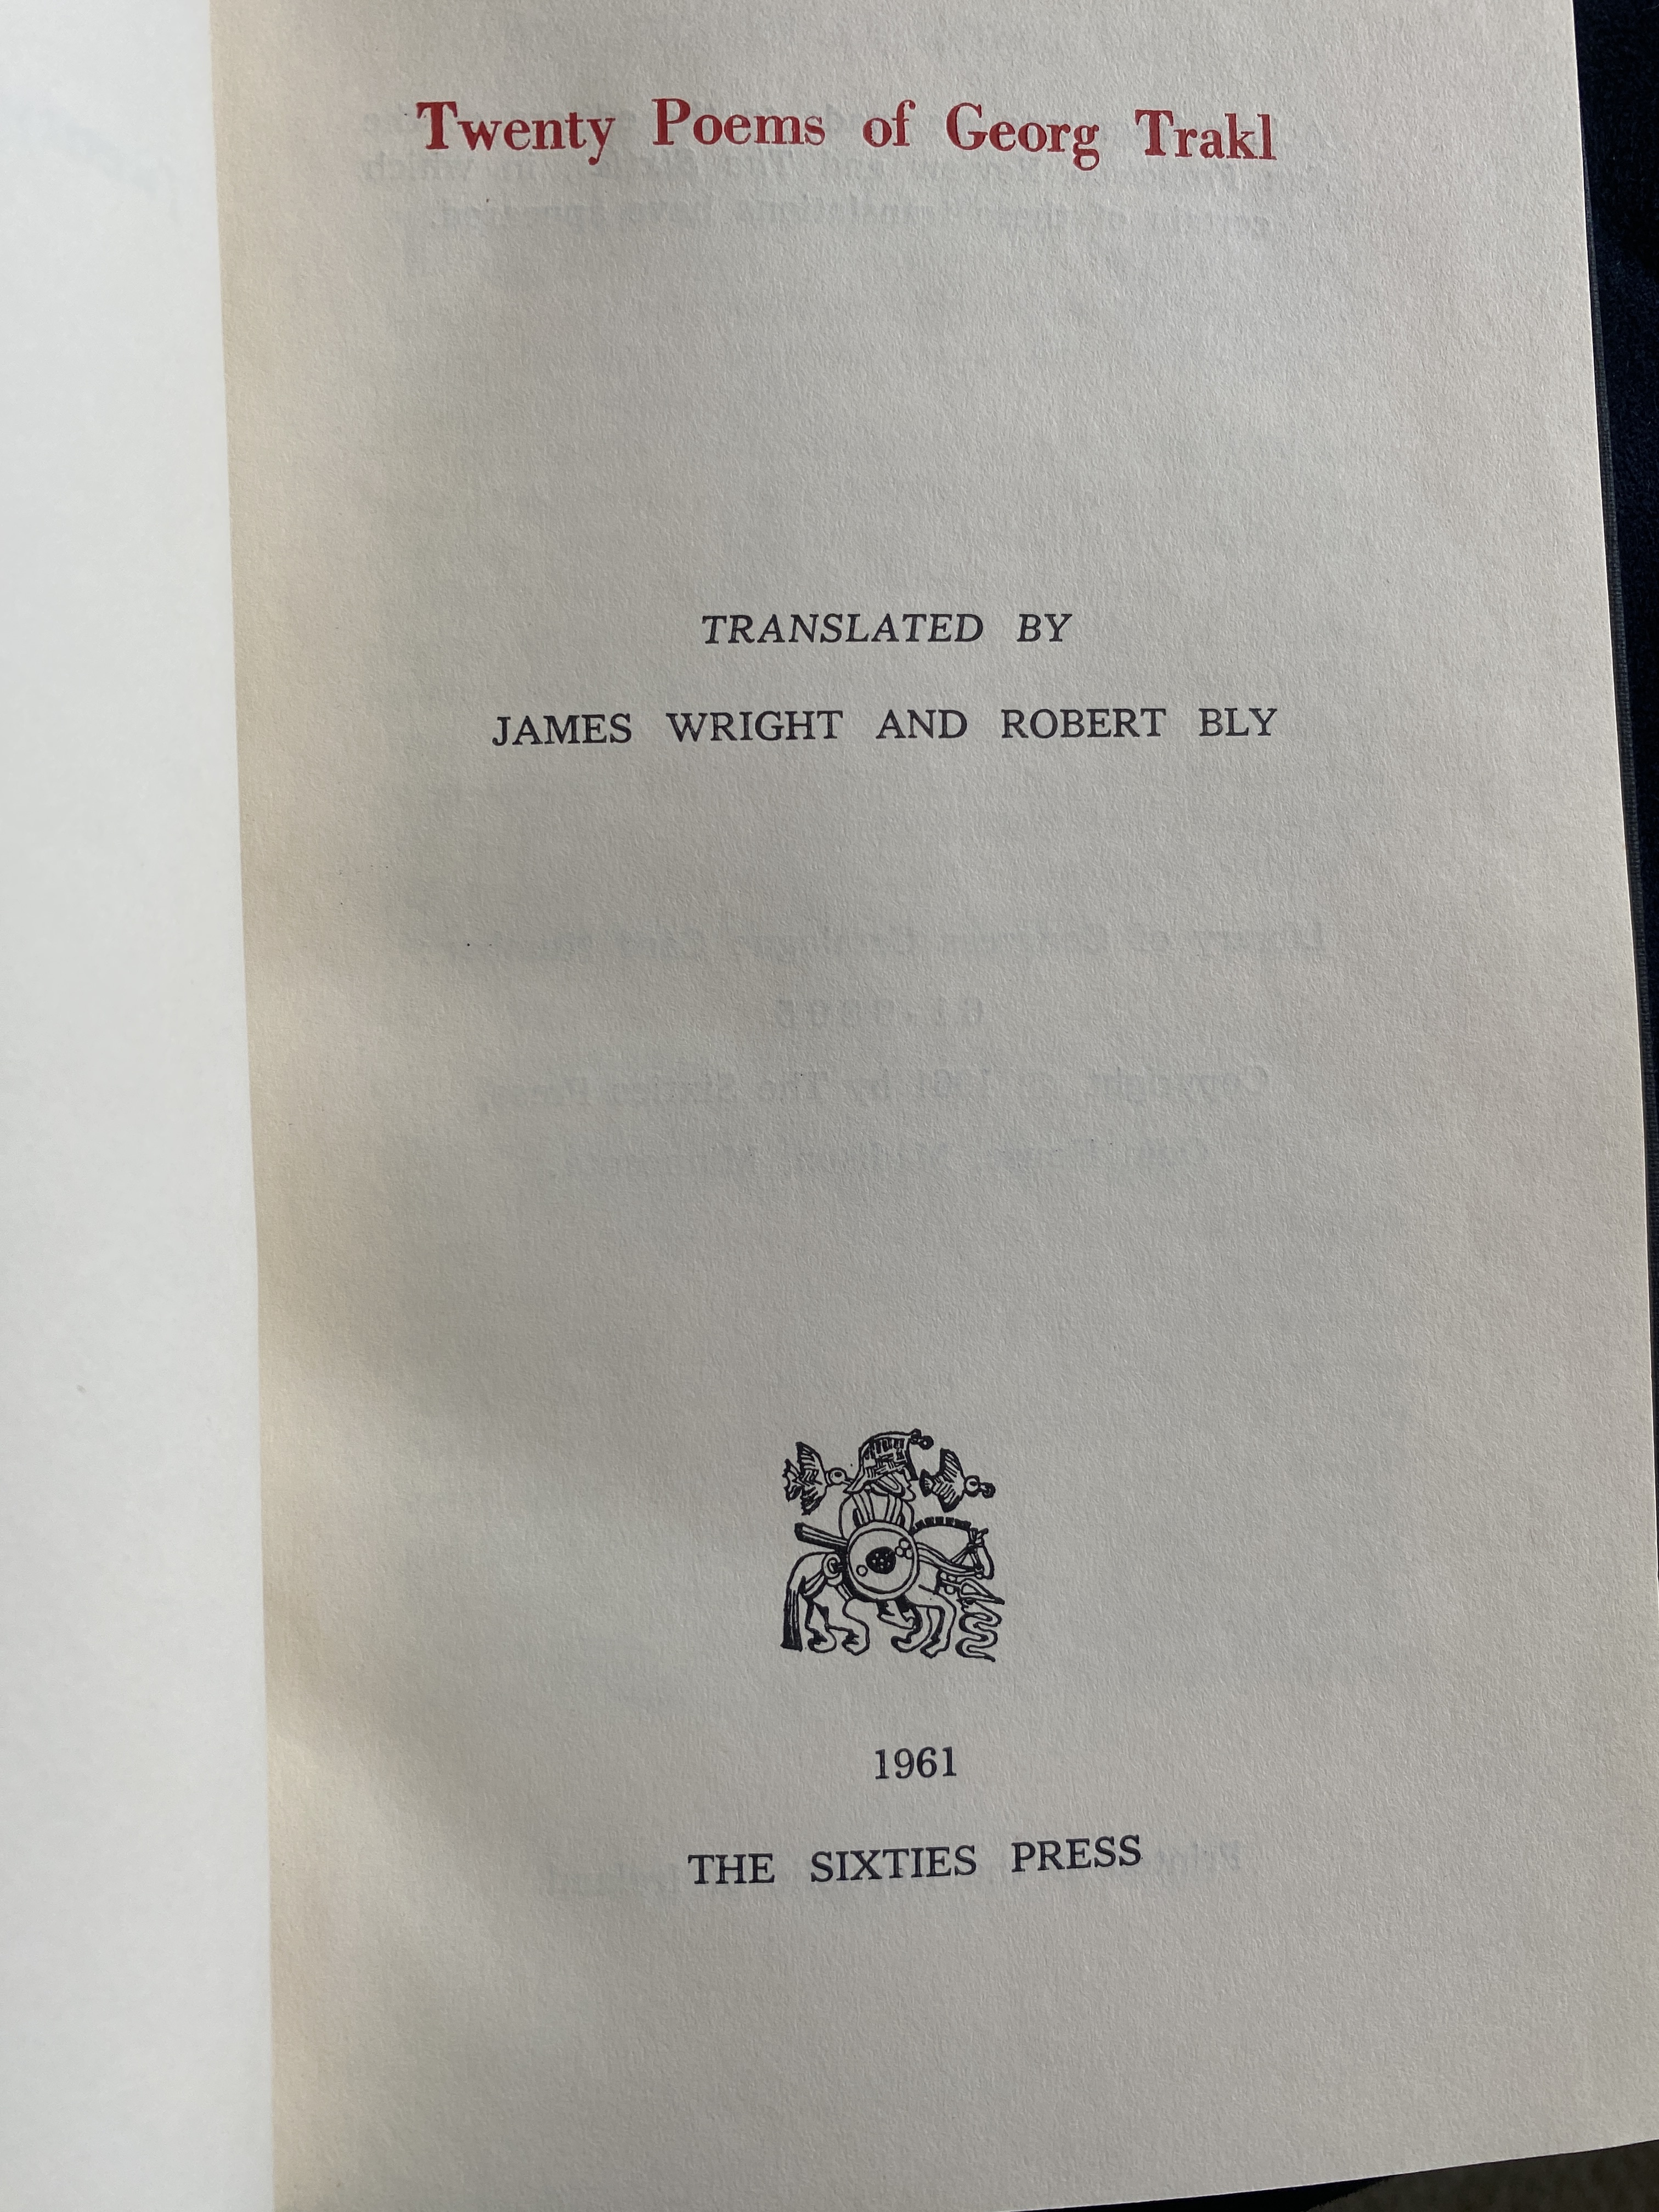 Twenty Poems of Georg Trakl
TRANSLATED BY
JAMES WRIGHT AND ROBERT BLY
1961
THE SIXTIES PRESS